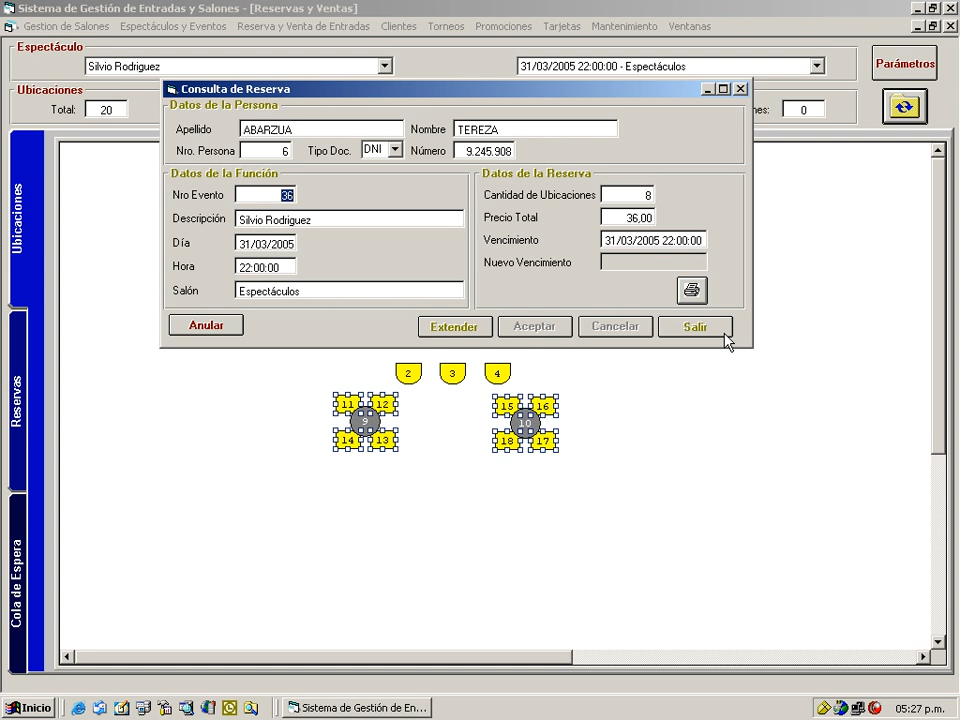 Sistema de Gestión de Entradas y Salones - [Reservas y Ventas]
Gestion de Salones Espectáculos y Eventos Reserva y Venta de Entradas Clientes Torneos Promociones Tarjetas Mantenimiento Ventanas
Espectáculo
Silvio Rodriguez 31/03/2005 22:00:00 - Espectáculos Parámetros
Ubicaciones
Total: 20 nes: 0
Consulta de Reserva
Datos de la Persona
Apellido ABARZUA Nombre TEREZA
Nro. Persona 6 Tipo Doc. DNI Número 9.245.908
Datos de la Función
Nro Evento 36
Descripción Silvio Rodriguez
Día 31/03/2005
Hora 22:00:00
Salón Espectáculos
Datos de la Reserva
Cantidad de Ubicaciones 8
Precio Total 36,00
Vencimiento 31/03/2005 22:00:00
Nuevo Vencimiento
Anular Extender Aceptar Cancelar Salir
Ubicaciones
Reservas
Cola de Espera
2 3 4
11 12 15 16
9 10
14 13 18 17
Inicio Sistema de Gestión de En... 05:27 p.m.